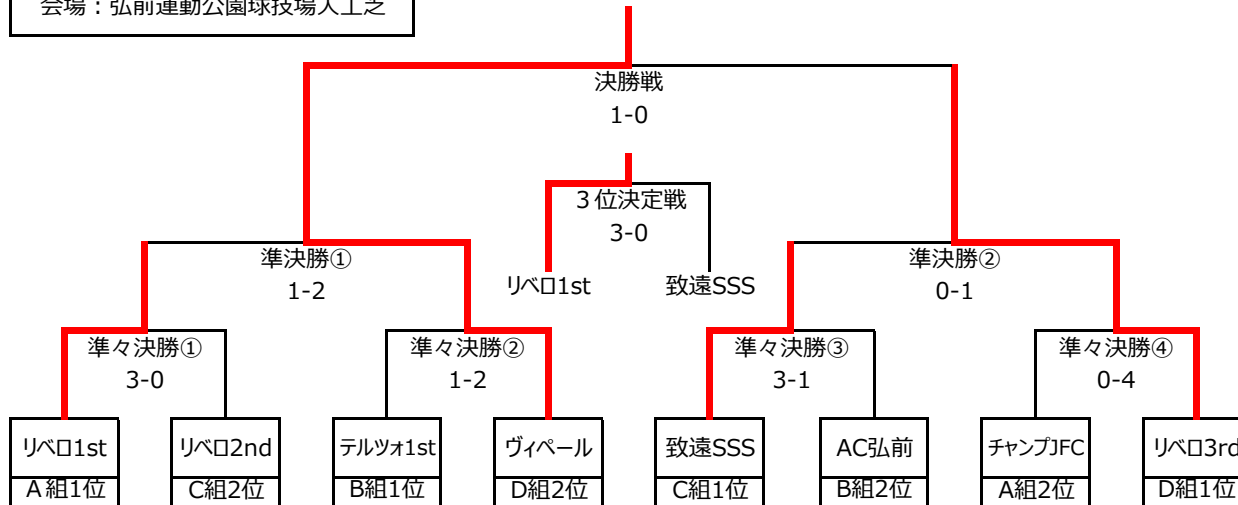 会場：弘前運動公園球技場人工芝
決勝戦
1-0
３位決定戦
3-0
リベロ1st 致遠SSS
準決勝①
1-2
準決勝②
0-1
準々決勝①
3-0
準々決勝②
1-2
準々決勝③
3-1
準々決勝④
0-4
リベロ1st リベロ2nd テルツォ1st ヴィペール 致遠SSS AC弘前 チャンプJFC リベロ3rd
Ａ組1位 C組2位 B組1位 D組2位 C組1位 B組2位 A組2位 D組1位